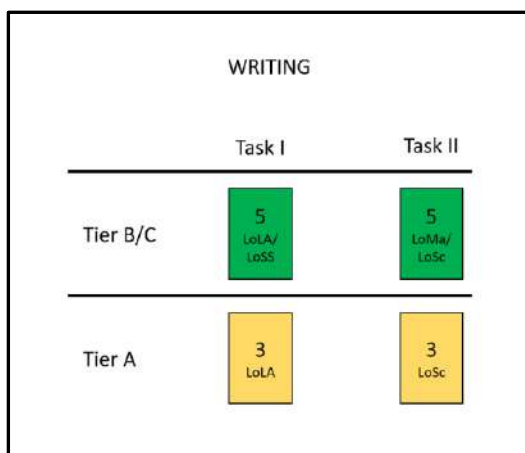 WRITING
Task I Task II
Tier B/C
5
LoLA/
LoSS
5
LoMa/
LoSc
Tier A
3
LoLA
3
LoSc